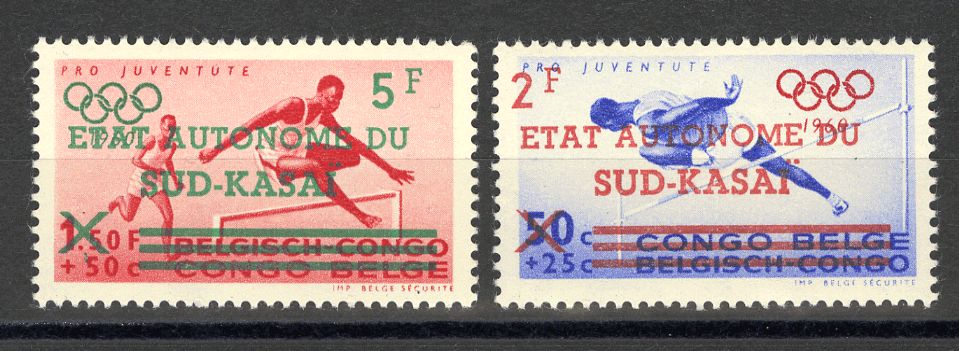 PRO JUVENTUTE
5 F
1960
ETAT AUTONOME DU
SUD-KASAÏ
1.50 F
BELGISCH-CONGO
+ 50 c
CONGO BELGE
IMP. BELGE SÉCURITÉ
PRO JUVENTUTE
2 F
1960
ETAT AUTONOME DU
SUD-KASAÏ
50 c
CONGO BELGE
+ 25 c
BELGISCH-CONGO
IMP. BELGE SÉCURITÉ